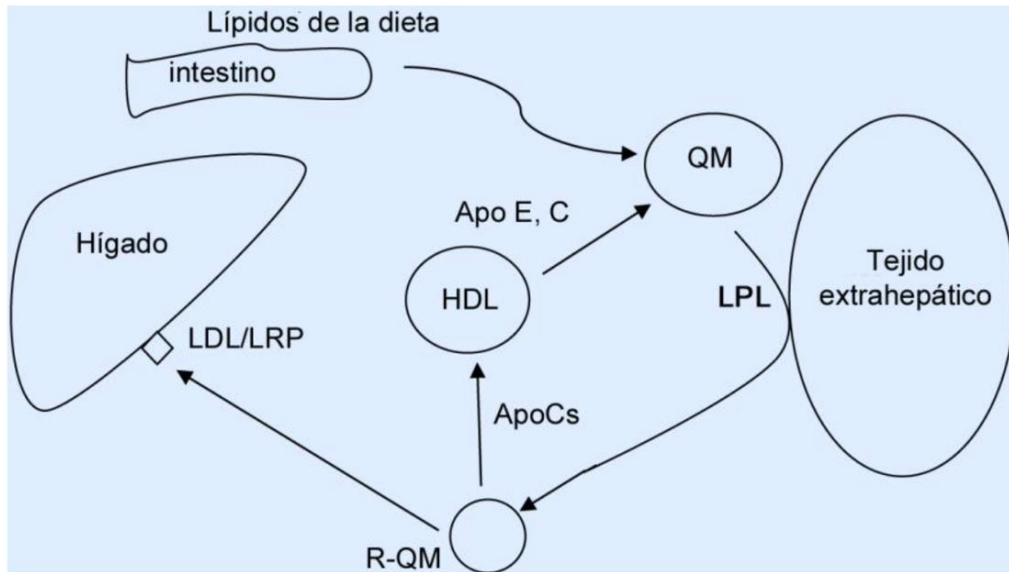 Lípidos de la dieta
intestino
QM
Apo E, C
Hígado
HDL
LPL
Tejido
extrahepático
LDL/LRP
ApoCs
R-QM